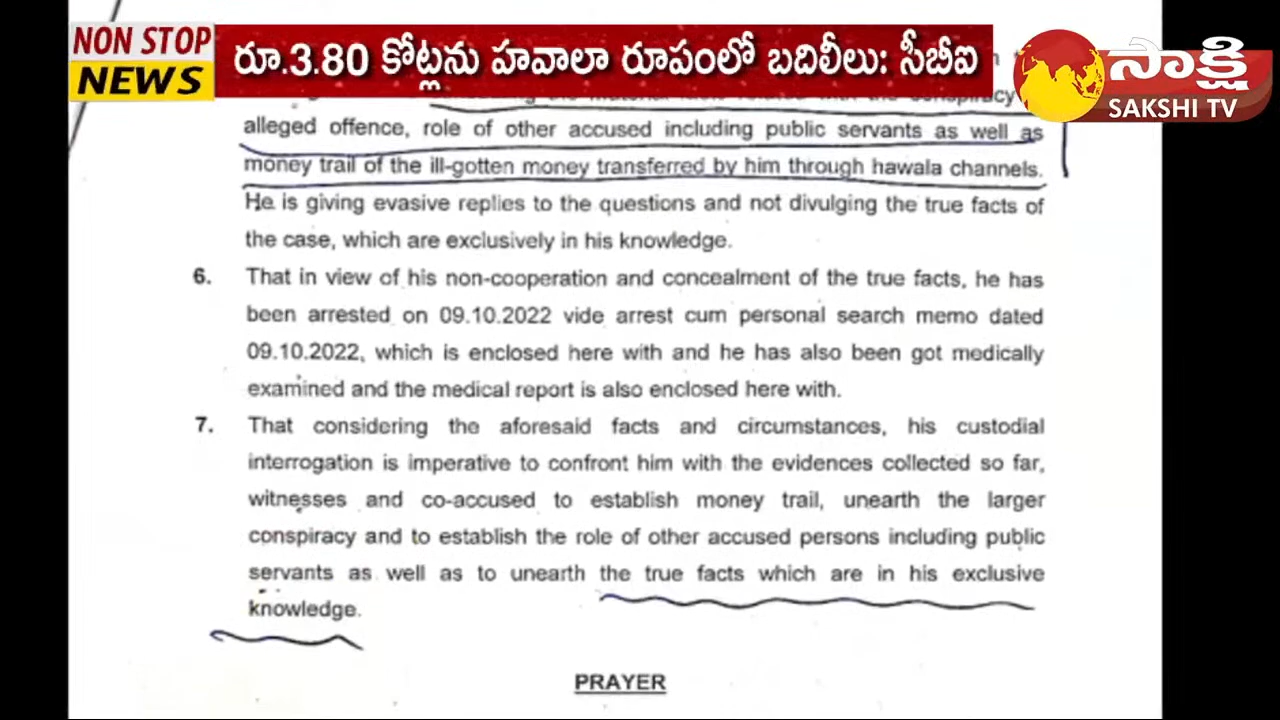 NON STOP
NEWS
రూ.3.80 కోట్లను హవాలా రూపంలో బదిలీలు: సీబీఐ
సాక్షి
SAKSHI TV
alleged offence, role of other accused including public servants as well as
money trail of the ill-gotten money transferred by him through hawala channels.
He is giving evasive replies to the questions and not divulging the true facts of
the case, which are exclusively in his knowledge.
6. That in view of his non-cooperation and concealment of the true facts, he has
been arrested on 09.10.2022 vide arrest cum personal search memo dated
09.10.2022, which is enclosed here with and he has also been got medically
examined and the medical report is also enclosed here with.
7. That considering the aforesaid facts and circumstances, his custodial
interrogation is imperative to confront him with the evidences collected so far,
witnesses and co-accused to establish money trail, unearth the larger
conspiracy and to establish the role of other accused persons including public
servants as well as to unearth the true facts which are in his exclusive
knowledge.
PRAYER